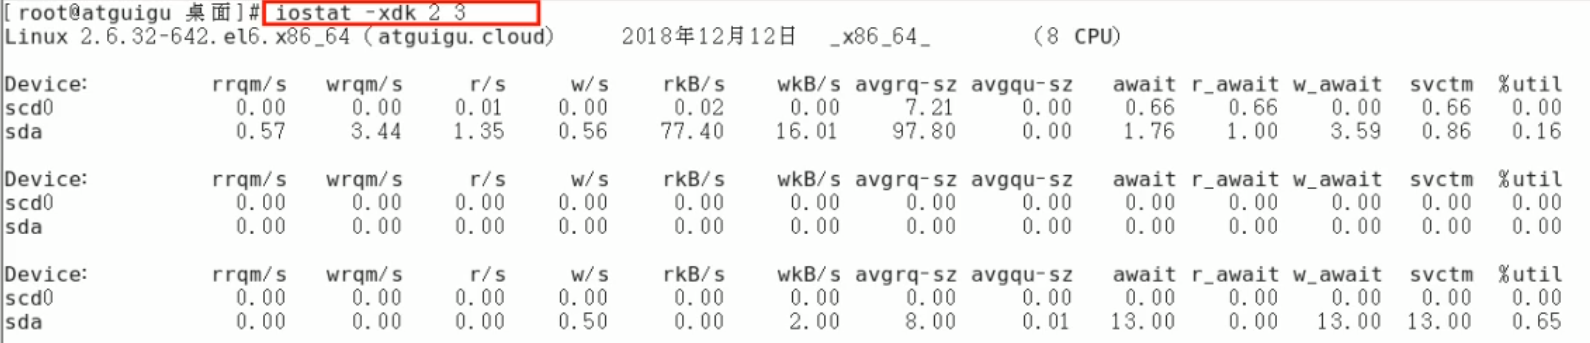 [root@atguigu 桌面]# iostat -xdk 2 3
Linux 2.6.32-642.el6.x86_64 (atguigu.cloud) 2018年12月12日 _x86_64_ (8 CPU)
Device: rrqm/s wrqm/s r/s w/s rkB/s wkB/s avgrq-sz avgqu-sz await r_await w_await svctm %util
scd0 0.00 0.00 0.01 0.00 0.02 0.00 7.21 0.00 0.66 0.66 0.00 0.66 0.00
sda 0.57 3.44 1.35 0.56 77.40 16.01 97.80 0.00 1.76 1.00 3.59 0.86 0.16
Device: rrqm/s wrqm/s r/s w/s rkB/s wkB/s avgrq-sz avgqu-sz await r_await w_await svctm %util
scd0 0.00 0.00 0.00 0.00 0.00 0.00 0.00 0.00 0.00 0.00 0.00 0.00 0.00
sda 0.00 0.00 0.00 0.00 0.00 0.00 0.00 0.00 0.00 0.00 0.00 0.00 0.00
Device: rrqm/s wrqm/s r/s w/s rkB/s wkB/s avgrq-sz avgqu-sz await r_await w_await svctm %util
scd0 0.00 0.00 0.00 0.00 0.00 0.00 0.00 0.00 0.00 0.00 0.00 0.00 0.00
sda 0.00 0.00 0.00 0.50 0.00 2.00 8.00 0.01 13.00 0.00 13.00 13.00 0.65